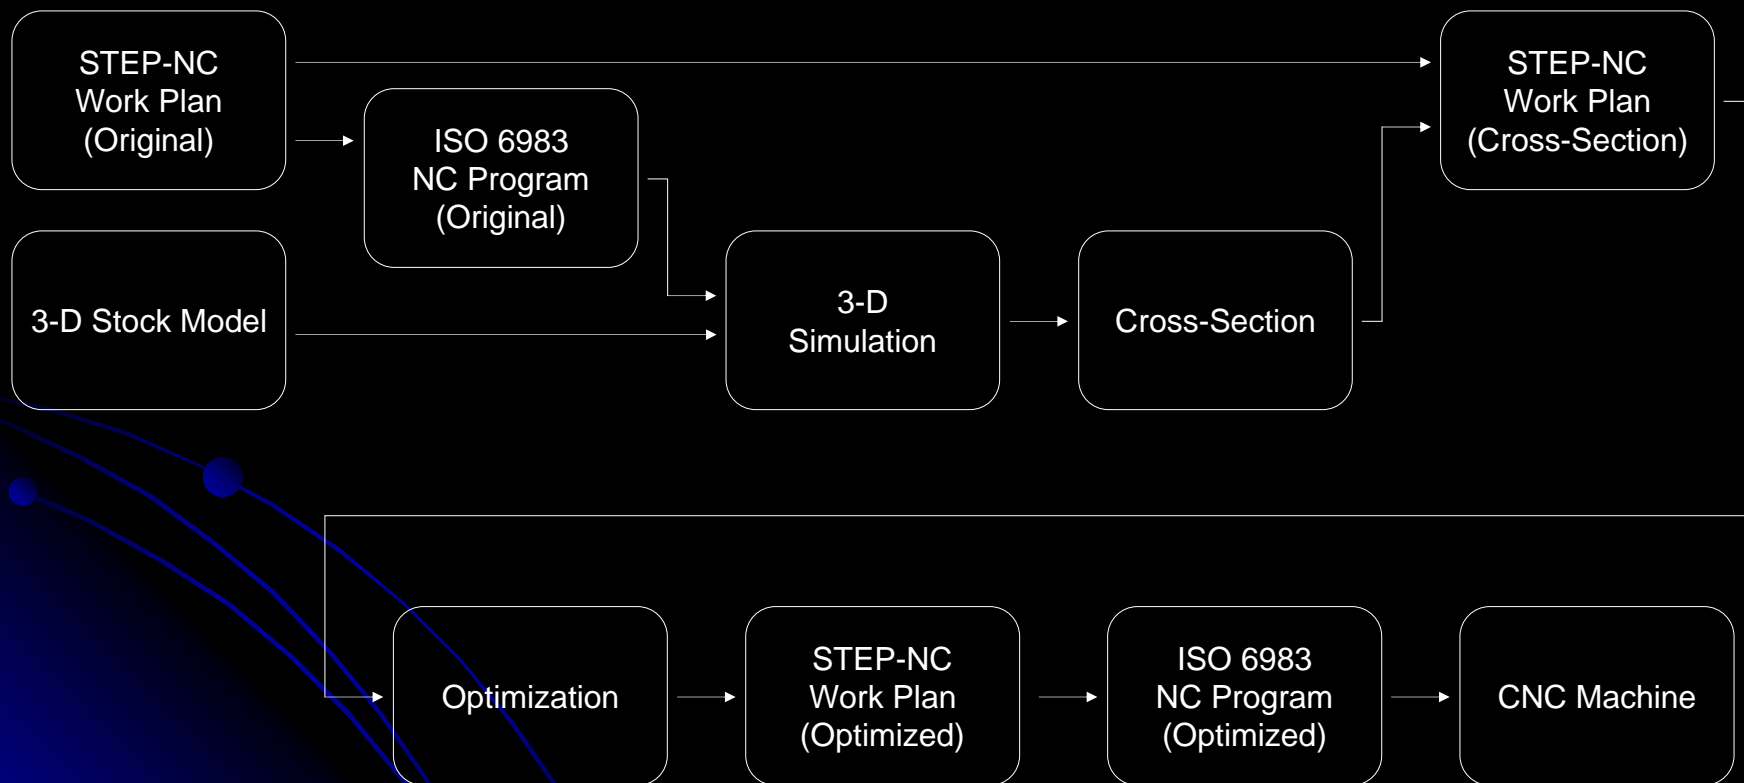 STEP-NC
Work Plan
(Original)
ISO 6983
NC Program
(Original)
STEP-NC
Work Plan
(Cross-Section)
3-D Stock Model
3-D
Simulation
Cross-Section
Optimization
STEP-NC
Work Plan
(Optimized)
ISO 6983
NC Program
(Optimized)
CNC Machine